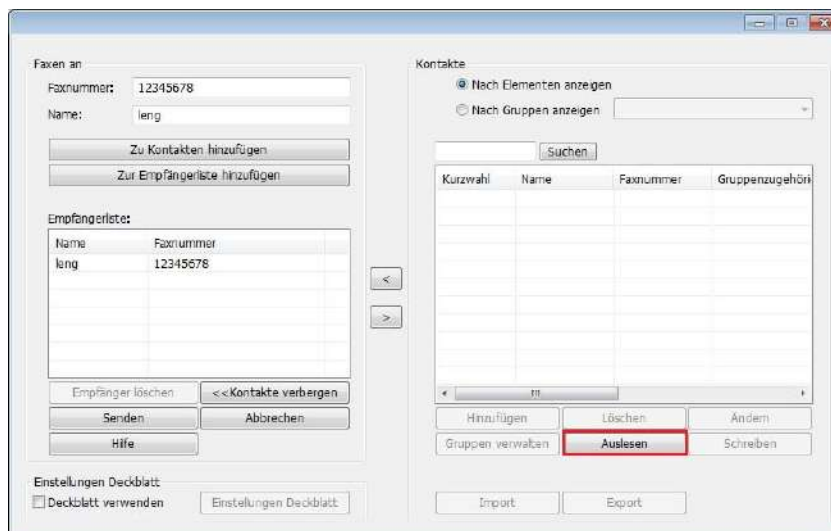 Faxen an
Faxnummer: 12345678
Name: leng
Zu Kontakten hinzufügen
Zur Empfängerliste hinzufügen
Empfängerliste:
Name Faxnummer
leng 12345678
Empfänger löschen <<Kontakte verbergen
Senden Abbrechen
Hilfe
Einstellungen Deckblatt
Deckblatt verwenden Einstellungen Deckblatt
<
>
Kontakte
Nach Elementen anzeigen
Nach Gruppen anzeigen
Suchen
Kurzwahl Name Faxnummer Gruppenzugehöri
Hinzufügen Löschen Ändern
Gruppen verwalten Auslesen Schreiben
Import Export